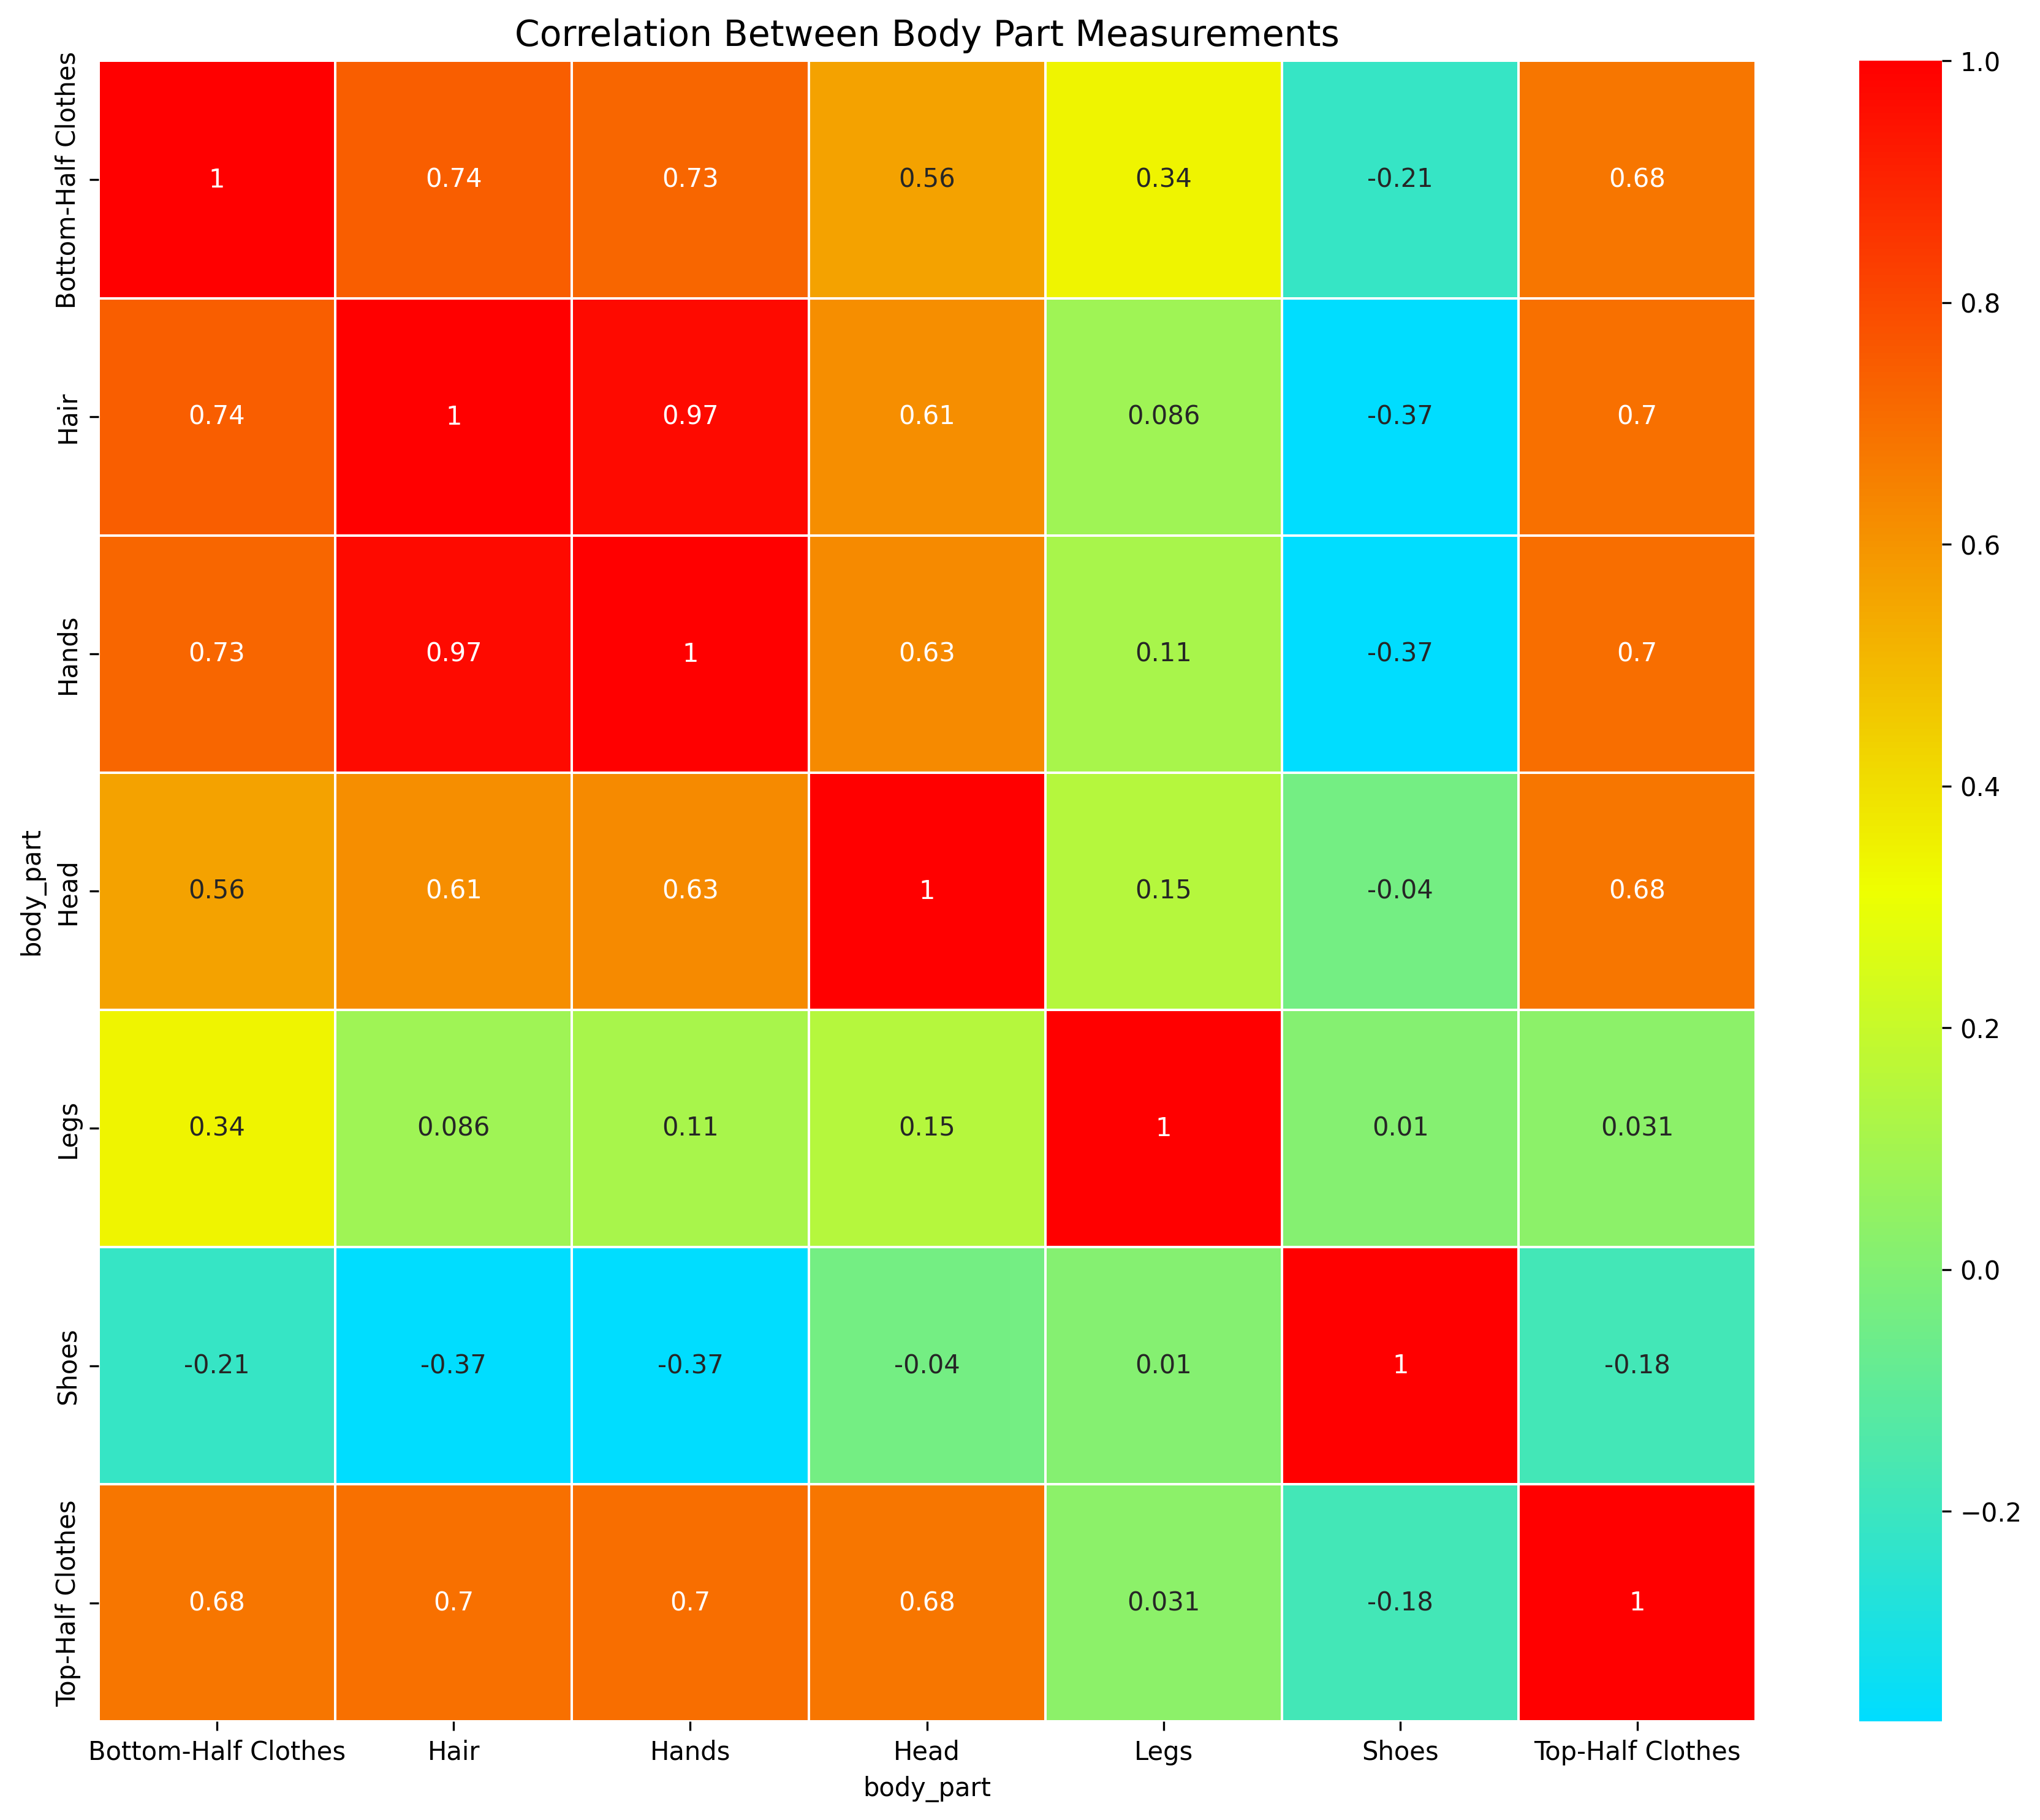 Correlation Between Body Part Measurements
Bottom-Half Clothes 1 0.74 0.73 0.56 0.34 -0.21 0.68
Hair 0.74 1 0.97 0.61 0.086 -0.37 0.7
Hands 0.73 0.97 1 0.63 0.11 -0.37 0.7
Head 0.56 0.61 0.63 1 0.15 -0.04 0.68
Legs 0.34 0.086 0.11 0.15 1 0.01 0.031
Shoes -0.21 -0.37 -0.37 -0.04 0.01 1 -0.18
Top-Half Clothes 0.68 0.7 0.7 0.68 0.031 -0.18 1
body_part
Bottom-Half Clothes Hair Hands Head Legs Shoes Top-Half Clothes
body_part
1.0
0.8
0.6
0.4
0.2
0.0
−0.2